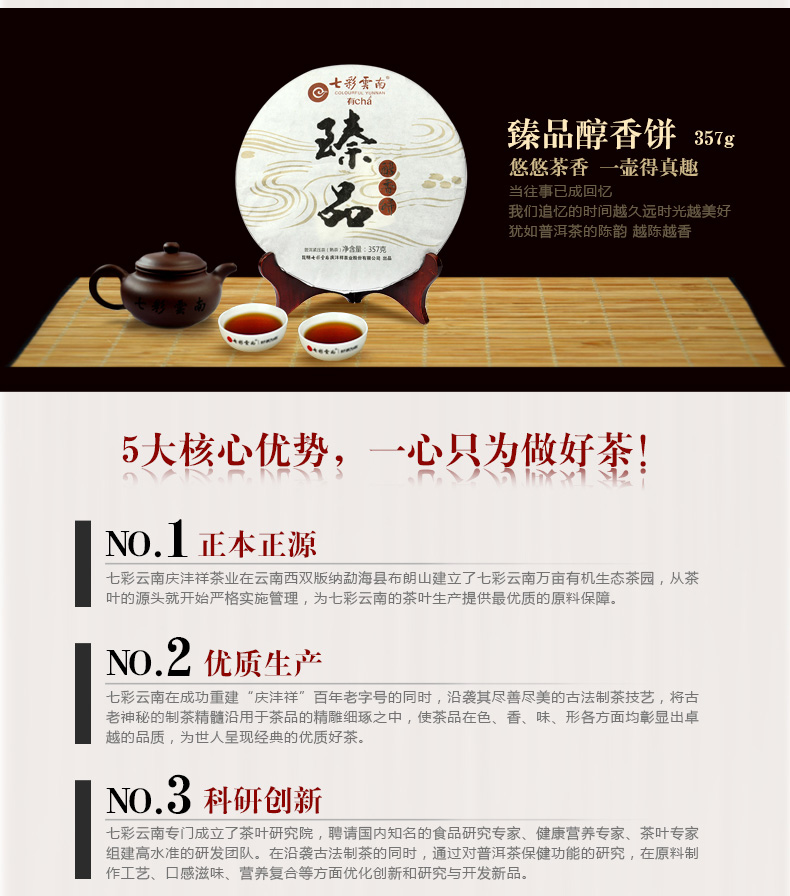 七彩雲南
COLOURFUL YUNNAN
有chá
臻
品
净含量：357克
臻品醇香饼 357g
悠悠茶香 一壶得真趣
当往事已成回忆
我们追忆的时间越久远时光越美好
犹如普洱茶的陈韵 越陈越香
七彩雲南
七彩雲南
七彩雲南
5大核心优势，一心只为做好茶！
NO.1 正本正源
七彩云南庆沣祥茶业在云南西双版纳勐海县布朗山建立了七彩云南万亩有机生态茶园，从茶
叶的源头就开始严格实施管理，为七彩云南的茶叶生产提供最优质的原料保障。
NO.2 优质生产
七彩云南在成功重建“庆沣祥”百年老字号的同时，沿袭其尽善尽美的古法制茶技艺，将古
老神秘的制茶精髓沿用于茶品的精雕细琢之中，使茶品在色、香、味、形各方面均彰显出卓
越的品质，为世人呈现经典的优质好茶。
NO.3 科研创新
七彩云南专门成立了茶叶研究院，聘请国内知名的食品研究专家、健康营养专家、茶叶专家
组建高水准的研发团队。在沿袭古法制茶的同时，通过对普洱茶保健功能的研究，在原料制
作工艺、口感滋味、营养复合等方面优化创新和研究与开发新品。